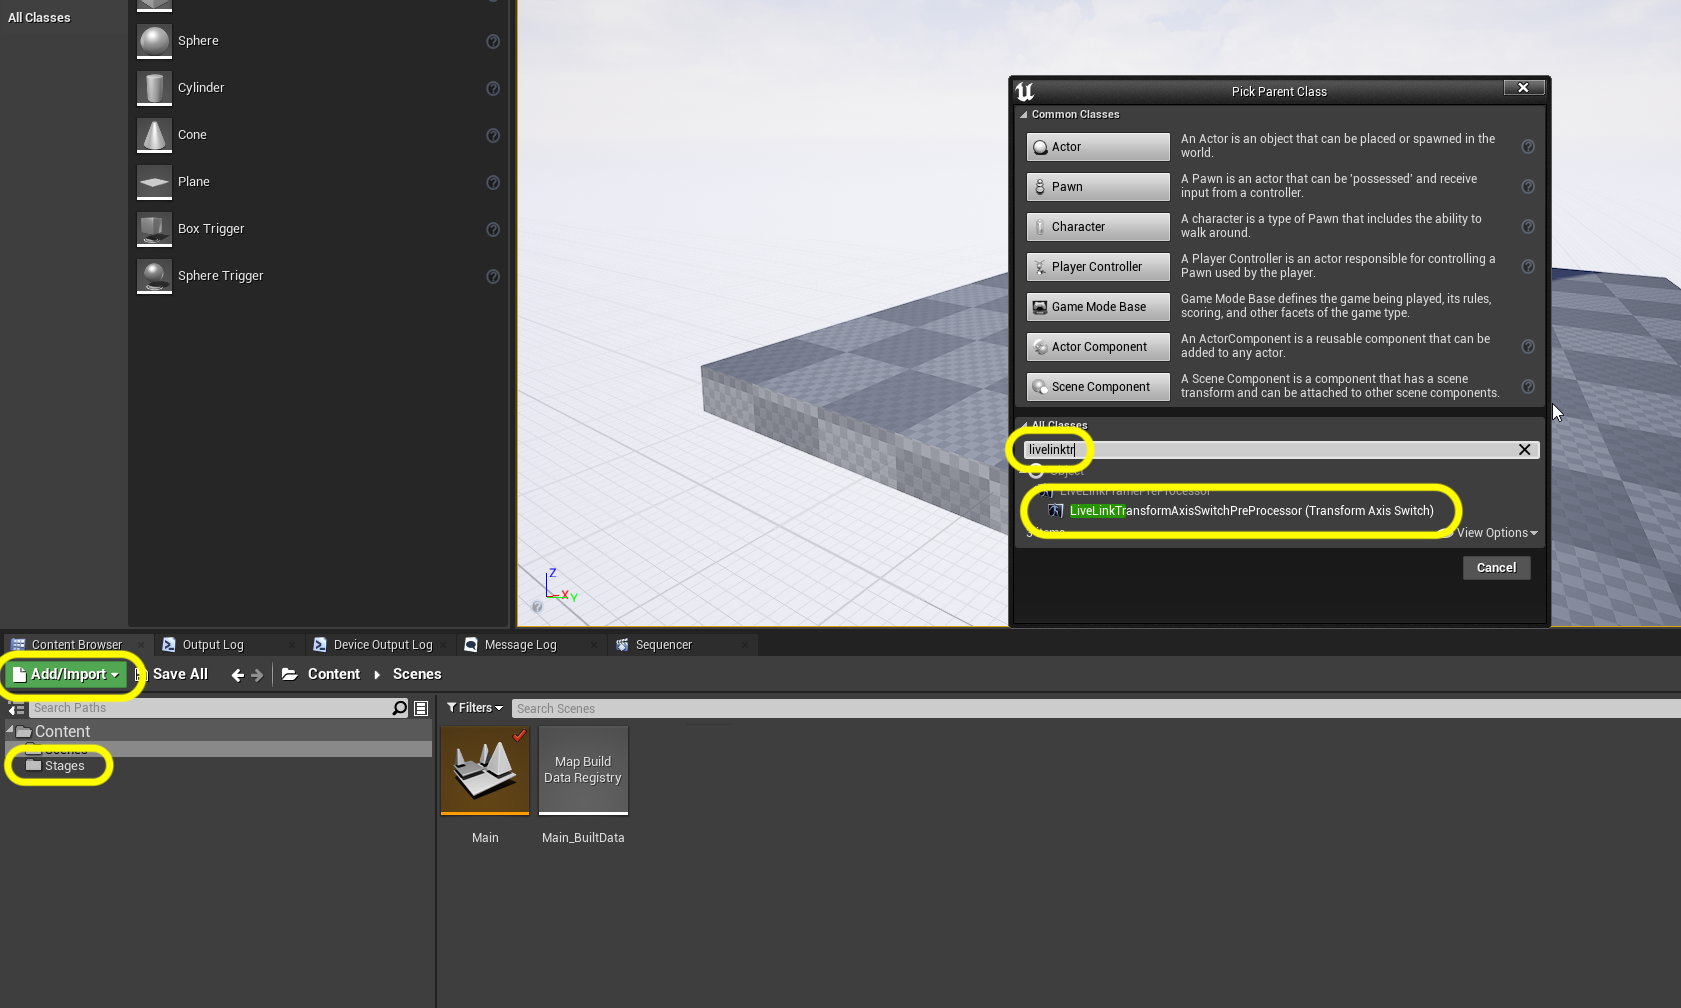 All Classes
Sphere
Cylinder
Cone
Plane
Box Trigger
Sphere Trigger
Z
X
Y
Pick Parent Class
Common Classes
Actor
An Actor is an object that can be placed or spawned in the
world.
Pawn
A Pawn is an actor that can be 'possessed' and receive
input from a controller.
Character
A character is a type of Pawn that includes the ability to
walk around.
Player Controller
A Player Controller is an actor responsible for controlling a
Pawn used by the player.
Game Mode Base
Game Mode Base defines the game being played, its rules,
scoring, and other facets of the game type.
Actor Component
An ActorComponent is a reusable component that can be
added to any actor.
Scene Component
A Scene Component is a component that has a scene
transform and can be attached to other scene components.
All Classes
livelinktr
Object
LiveLinkFramePreProcessor
LiveLinkTransformAxisSwitchPreProcessor (Transform Axis Switch)
3 items
View Options
Cancel
Content Browser
Output Log
Device Output Log
Message Log
Sequencer
Add/Import
Save All
Content
Scenes
Search Paths
Filters
Search Scenes
Content
Scenes
Stages
Map Build
Data Registry
Main
Main_BuiltData